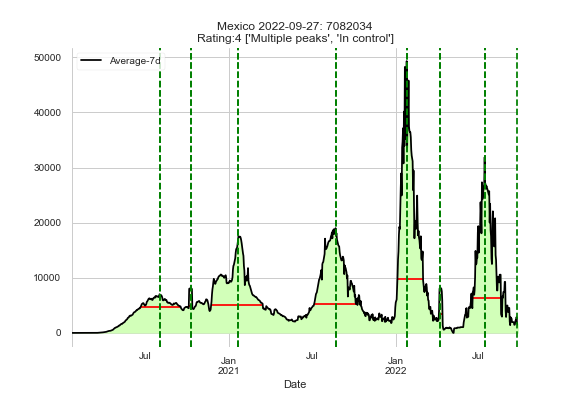 Mexico 2022-09-27: 7082034
Rating:4 ['Multiple peaks', 'In control']
Average-7d
50000
40000
30000
20000
10000
0
Jul
Jan
2021
Jul
Jan
2022
Jul
Date